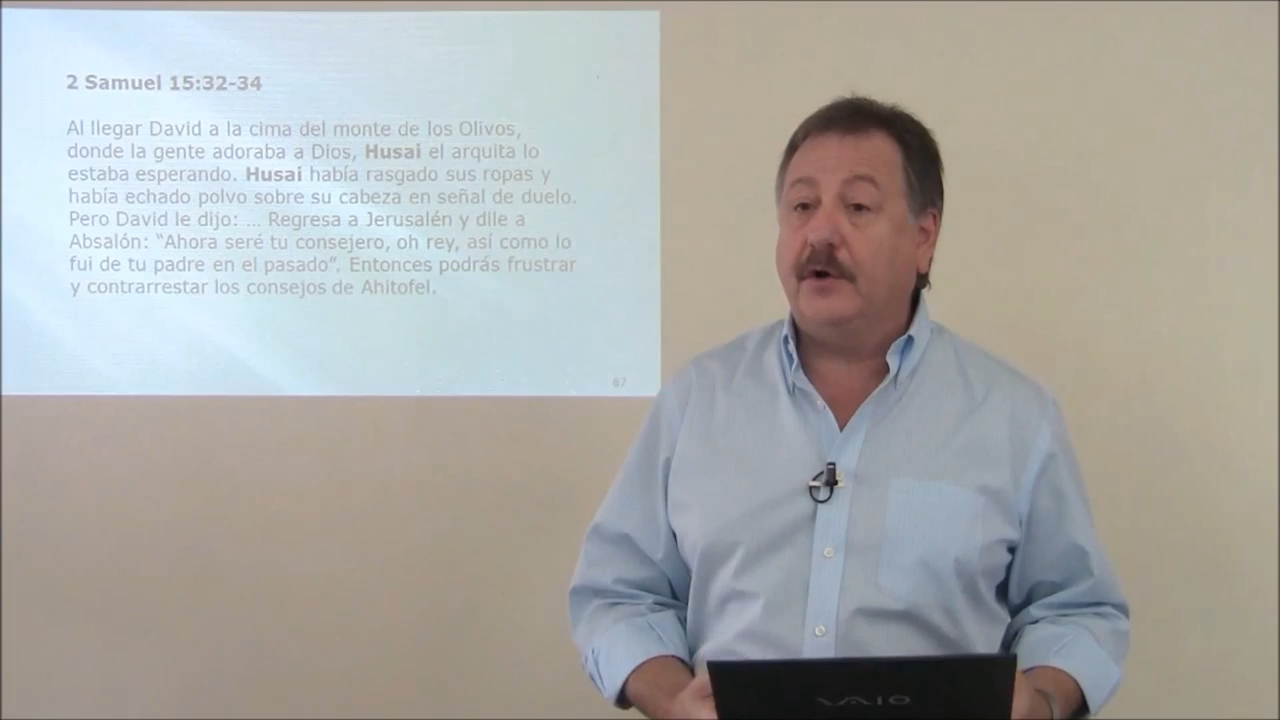 2 Samuel 15:32-34
Al llegar David a la cima del monte de los Olivos,
donde la gente adoraba a Dios, Husai el arquita lo
estaba esperando. Husai había rasgado sus ropas y
había echado polvo sobre su cabeza en señal de duelo.
Pero David le dijo: ... Regresa a Jerusalén y dile a
Absalón: “Ahora seré tu consejero, oh rey, así como lo
fui de tu padre en el pasado”. Entonces podrás frustrar
y contrarrestar los consejos de Ahitofel.
87
VAIO